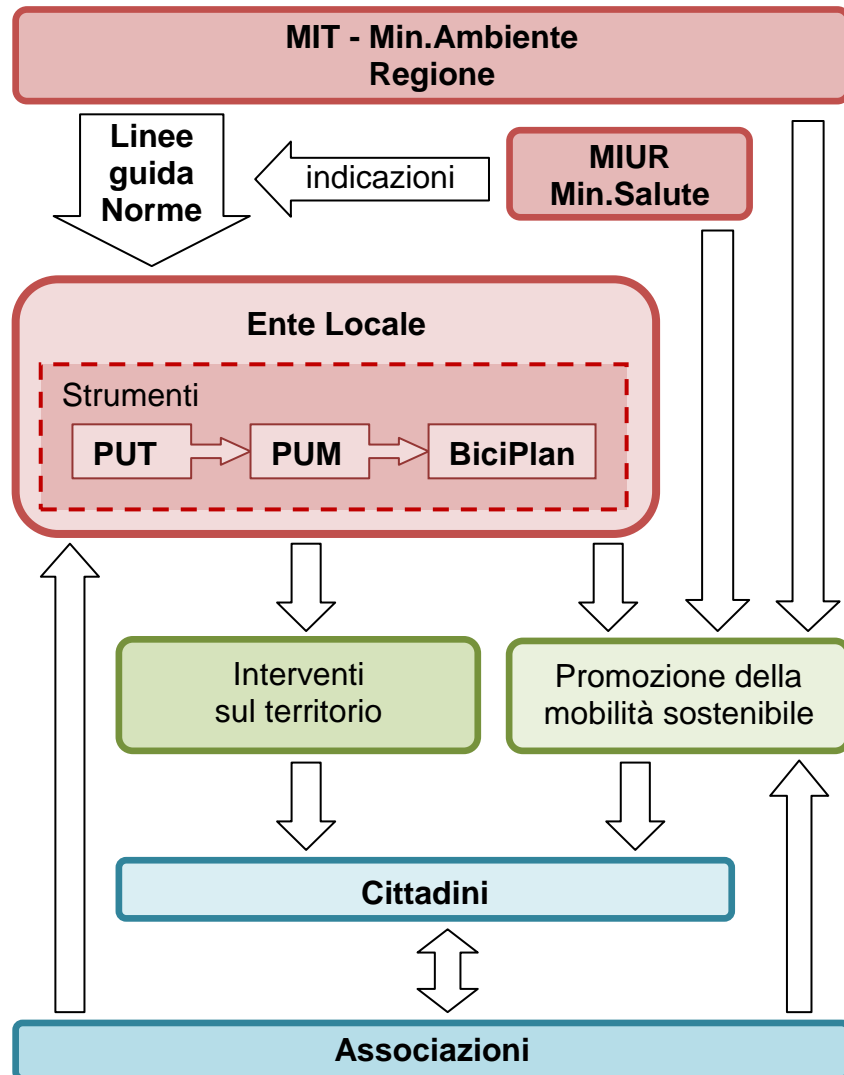 MIT - Min.Ambiente
Regione
Linee
guida
Norme
indicazioni
MIUR
Min.Salute
Ente Locale
Strumenti
PUT
PUM
BiciPlan
Interventi
sul territorio
Promozione della
mobilità sostenibile
Cittadini
Associazioni